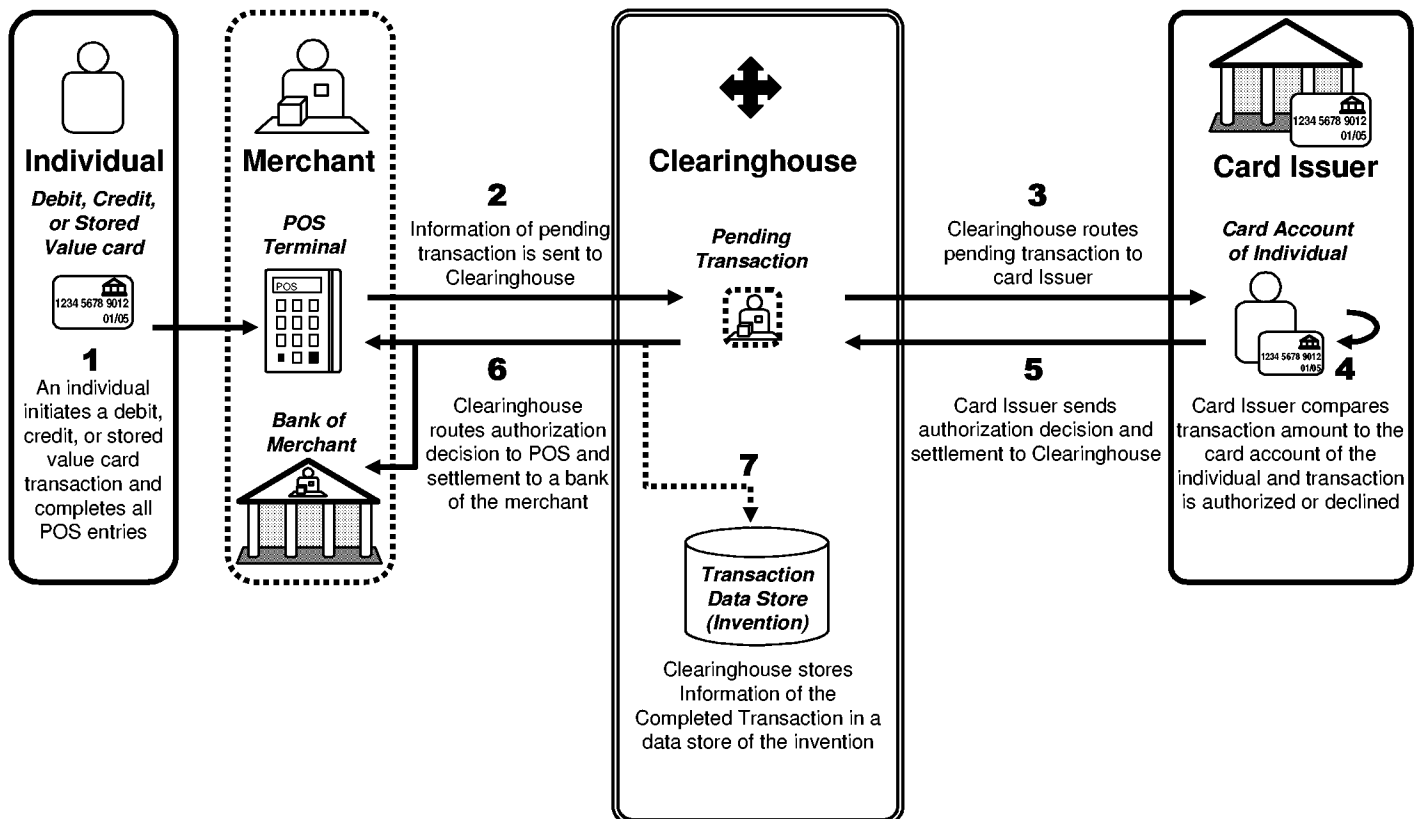 Individual
Debit, Credit,
or Stored
Value card
1234 5678 9012
01/05
1
An individual
initiates a debit,
credit, or stored
value card
transaction and
completes all
POS entries
Merchant
POS
Terminal
POS
Bank of
Merchant
2
Information of pending
transaction is sent to
Clearinghouse
6
Clearinghouse
routes authorization
decision to POS and
settlement to a bank
of the merchant
Clearinghouse
Pending
Transaction
7
Transaction
Data Store
(Invention)
Clearinghouse stores
Information of the
Completed Transaction in a
data store of the invention
3
Clearinghouse routes
pending transaction to
card Issuer
5
Card Issuer sends
authorization decision and
settlement to Clearinghouse
1234 5678 9012
01/05
Card Issuer
Card Account
of Individual
1234 5678 9012
01/05
4
Card Issuer compares
transaction amount to the
card account of the
individual and transaction
is authorized or declined